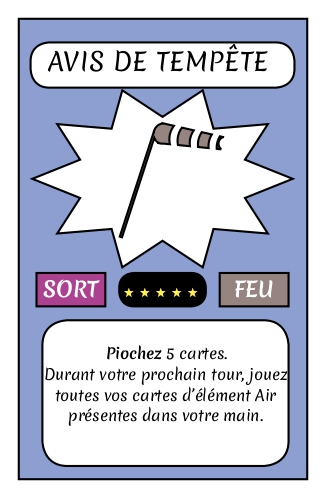 AVIS DE TEMPÊTE
SORT
FEU
Piochez 5 cartes.
Durant votre prochain tour, jouez
toutes vos cartes d'élément Air
présentes dans votre main.